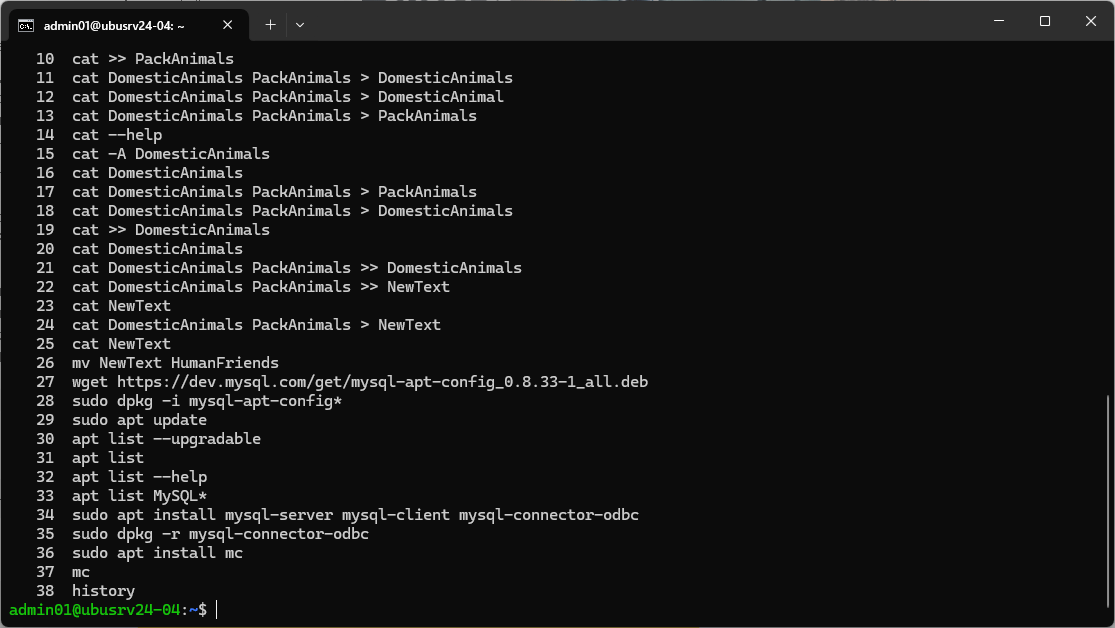 admin01@ubusrv24-04: ~
10 cat >> PackAnimals
11 cat DomesticAnimals PackAnimals > DomesticAnimals
12 cat DomesticAnimals PackAnimals > DomesticAnimal
13 cat DomesticAnimals PackAnimals > PackAnimals
14 cat --help
15 cat -A DomesticAnimals
16 cat DomesticAnimals
17 cat DomesticAnimals PackAnimals > PackAnimals
18 cat DomesticAnimals PackAnimals > DomesticAnimals
19 cat >> DomesticAnimals
20 cat DomesticAnimals
21 cat DomesticAnimals PackAnimals >> DomesticAnimals
22 cat DomesticAnimals PackAnimals >> NewText
23 cat NewText
24 cat DomesticAnimals PackAnimals > NewText
25 cat NewText
26 mv NewText HumanFriends
27 wget https://dev.mysql.com/get/mysql-apt-config_0.8.33-1_all.deb
28 sudo dpkg -i mysql-apt-config*
29 sudo apt update
30 apt list --upgradable
31 apt list
32 apt list --help
33 apt list MySQL*
34 sudo apt install mysql-server mysql-client mysql-connector-odbc
35 sudo dpkg -r mysql-connector-odbc
36 sudo apt install mc
37 mc
38 history
admin01@ubusrv24-04:~$